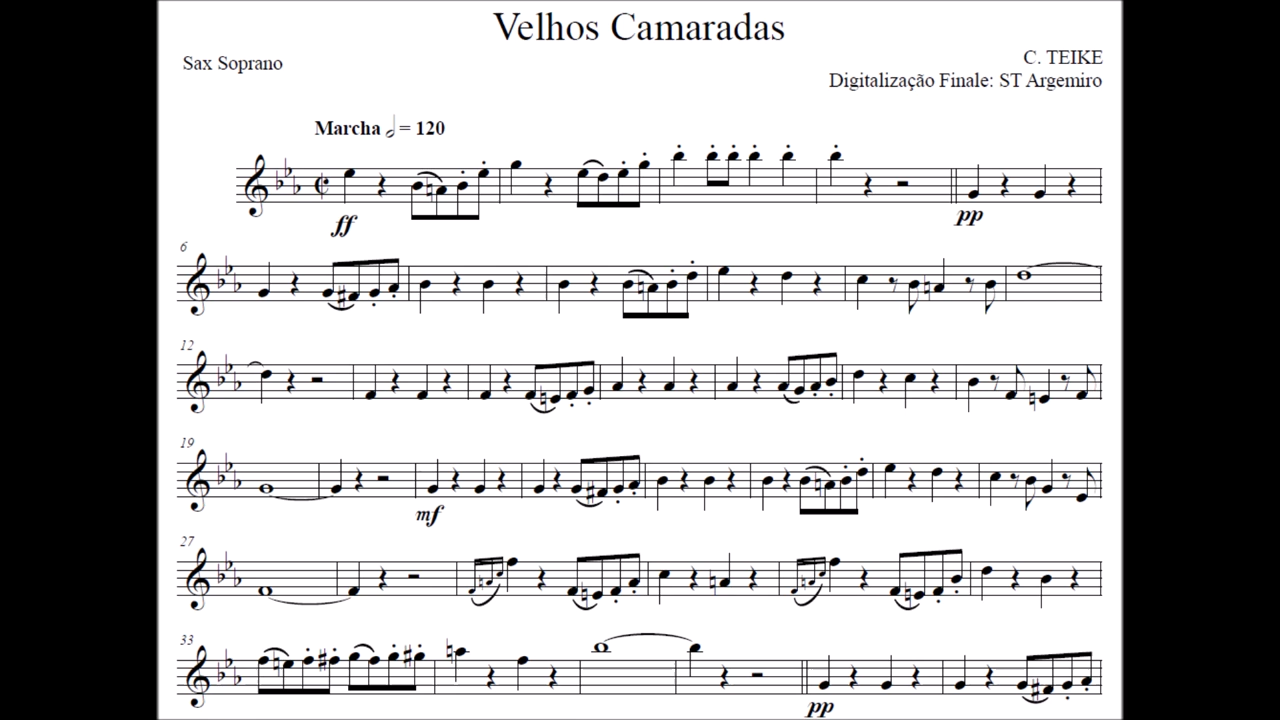 Velhos Camaradas
Sax Soprano
C. TEIKE
Digitalização Finale: ST Argemiro
Marcha = 120
ff
pp
6
12
19
mf
27
33
pp